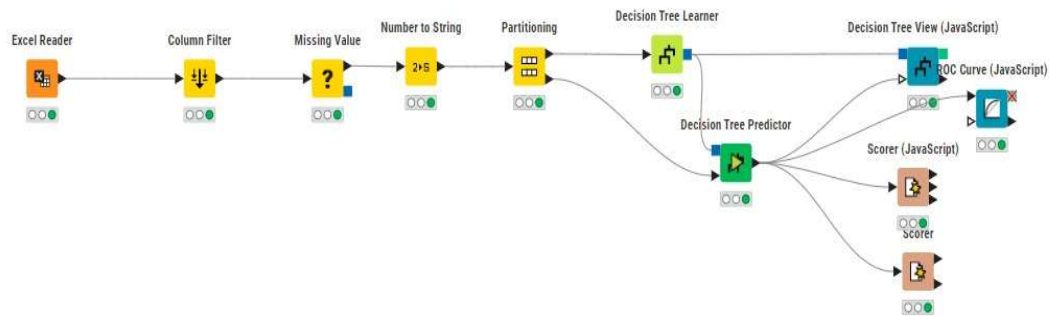 Excel Reader
Column Filter
Missing Value
?
Number to String
2▸S
Partitioning
Decision Tree Learner
Decision Tree View (JavaScript)
ROC Curve (JavaScript)
Decision Tree Predictor
Scorer (JavaScript)
Scorer